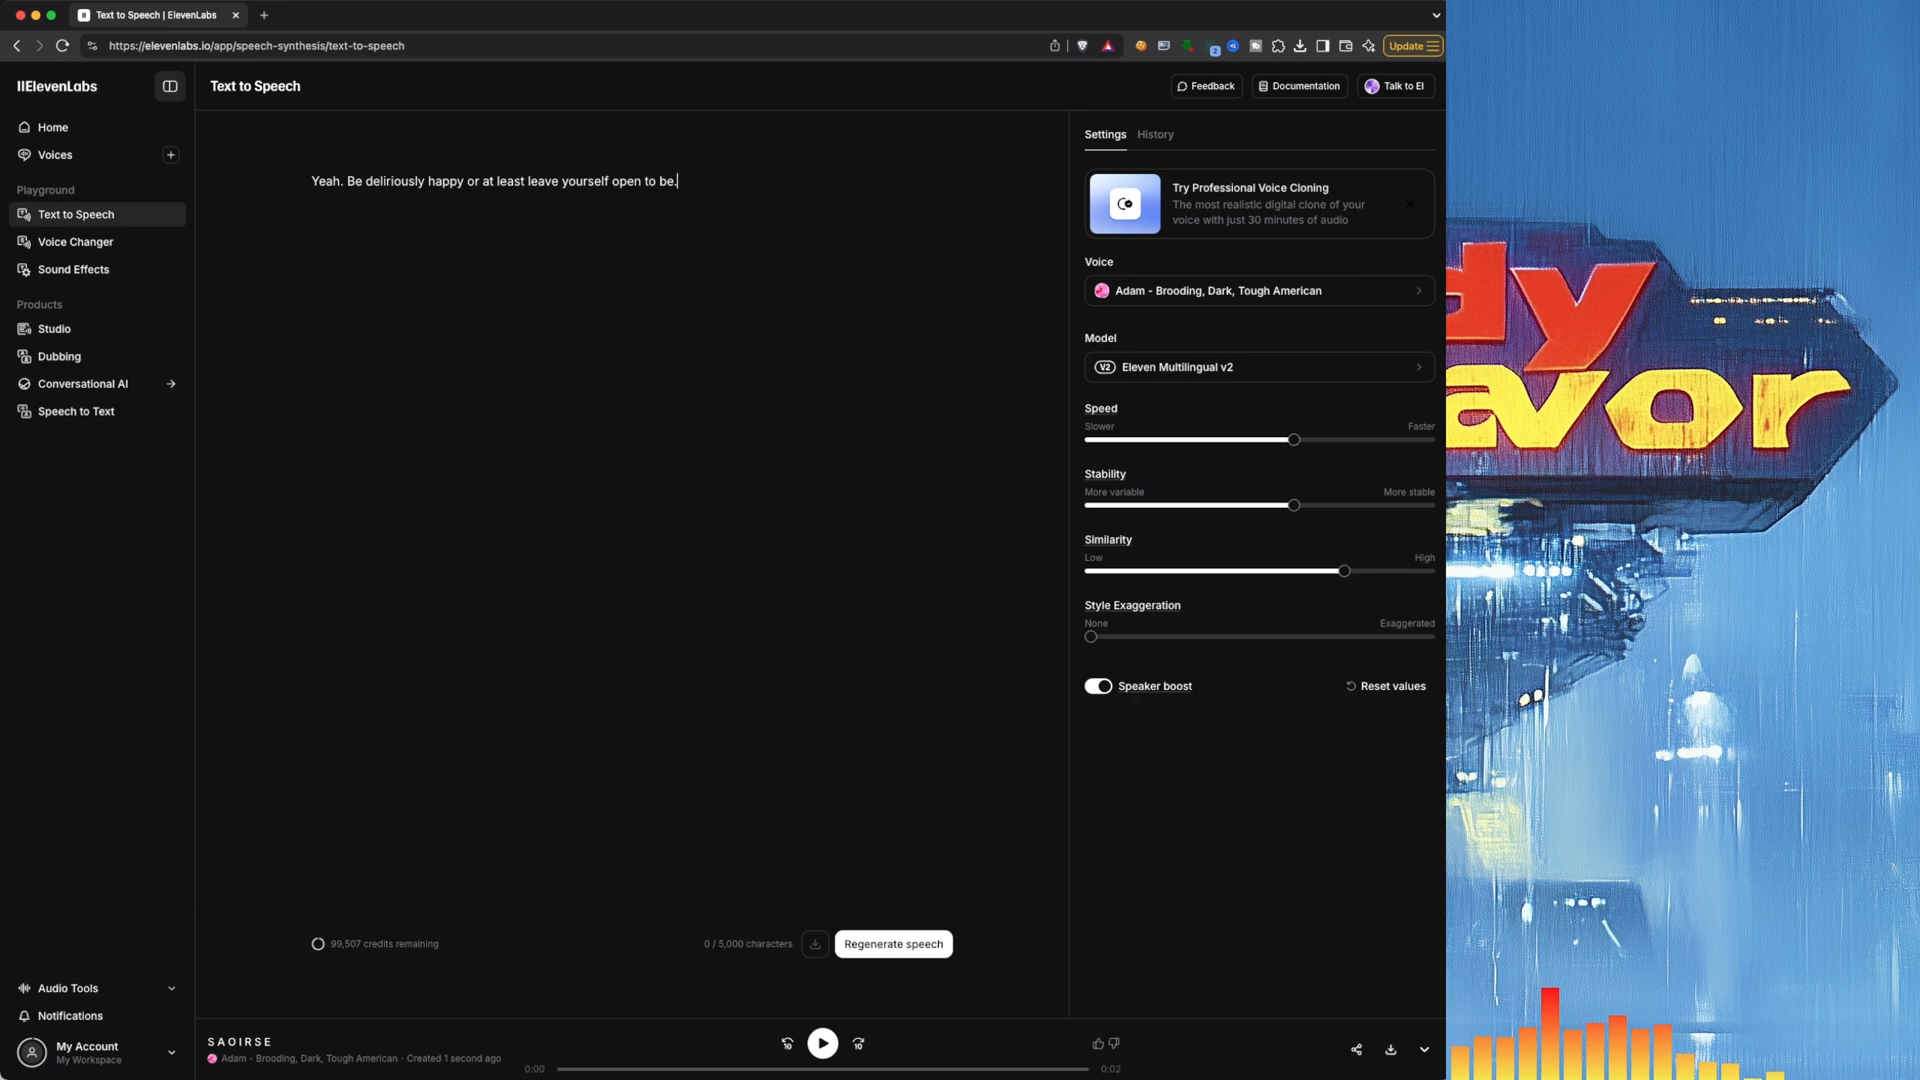 Text to Speech | ElevenLabs
https://elevenlabs.io/app/speech-synthesis/text-to-speech
2
Update
IIElevenLabs
Text to Speech
Feedback
Documentation
Talk to El
Home
Voices
Playground
Text to Speech
Voice Changer
Sound Effects
Products
Studio
Dubbing
Conversational AI
Speech to Text
Yeah. Be deliriously happy or at least leave yourself open to be.
Settings
History
Try Professional Voice Cloning
The most realistic digital clone of your
voice with just 30 minutes of audio
Voice
Adam - Brooding, Dark, Tough American
Model
V2 Eleven Multilingual v2
Speed
Slower Faster
Stability
More variable More stable
Similarity
Low High
Style Exaggeration
None Exaggerated
Speaker boost
Reset values
99,507 credits remaining
0 / 5,000 characters
Regenerate speech
Audio Tools
Notifications
My Account
My Workspace
SAOIRSE
Adam - Brooding, Dark, Tough American · Created 1 second ago
10
10
0:00
0:02
dy
avor